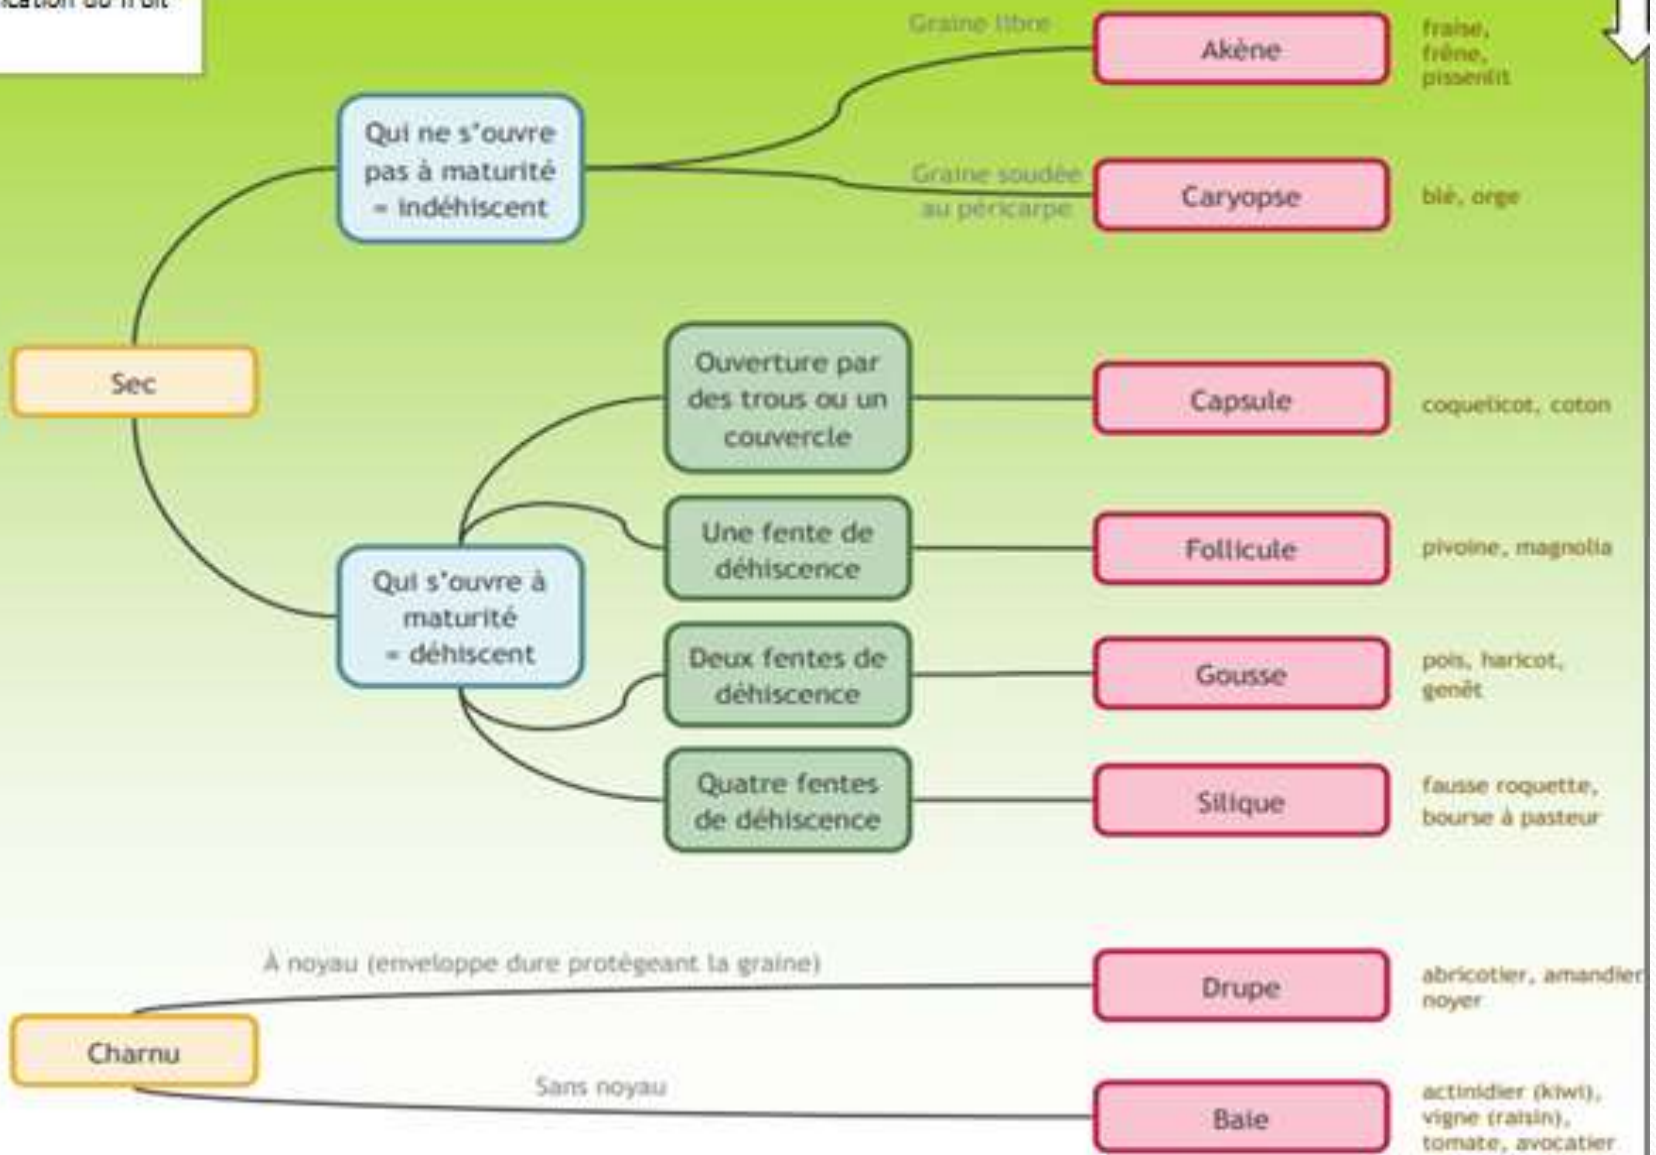 Graine libre
Akène
fraise,
frêne,
pissenlit
Qui ne s'ouvre
pas à maturité
= indéhiscent
Graine soudée
au péricarpe
Caryopse
blé, orge
Sec
Ouverture par
des trous ou un
couvercle
Capsule
coquelicot, coton
Une fente de
déhiscence
Follicule
pivoine, magnolia
Qui s'ouvre à
maturité
= déhiscent
Deux fentes de
déhiscence
Gousse
pois, haricot,
genêt
Quatre fentes
de déhiscence
Silique
fausse roquette,
bourse à pasteur
À noyau (enveloppe dure protégeant la graine)
Drupe
abricotier, amandier
noyer
Charnu
Sans noyau
Baie
actinidier (kiwi),
vigne (raisin),
tomate, avocatier